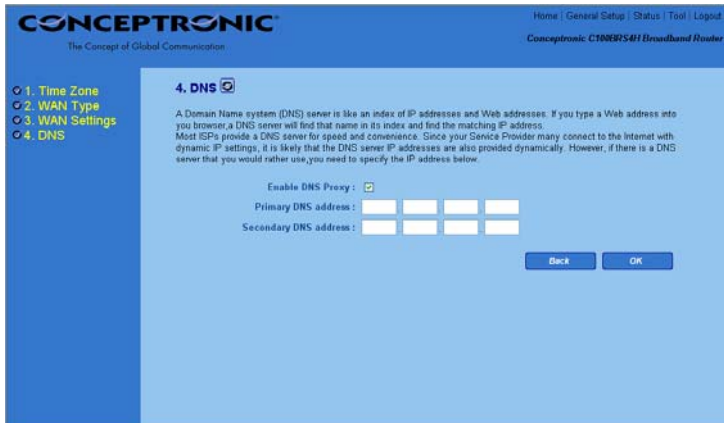 CONCEPTRONIC
The Concept of Global Communication
Home | General Setup | Status | Tool | Logout
Conceptronic C100BRS4H Broadband Router
1. Time Zone
2. WAN Type
3. WAN Settings
4. DNS
4. DNS
A Domain Name system (DNS) server is like an index of IP addresses and Web addresses. If you type a Web address into
you browser,a DNS server will find that name in its index and find the matching IP address.
Most ISPs provide a DNS server for speed and convenience. Since your Service Provider many connect to the Internet with
dynamic IP settings, it is likely that the DNS server IP addresses are also provided dynamically. However, if there is a DNS
server that you would rather use,you need to specify the IP address below.
Enable DNS Proxy :
Primary DNS address :
. . .
Secondary DNS address :
. . .
Back
OK